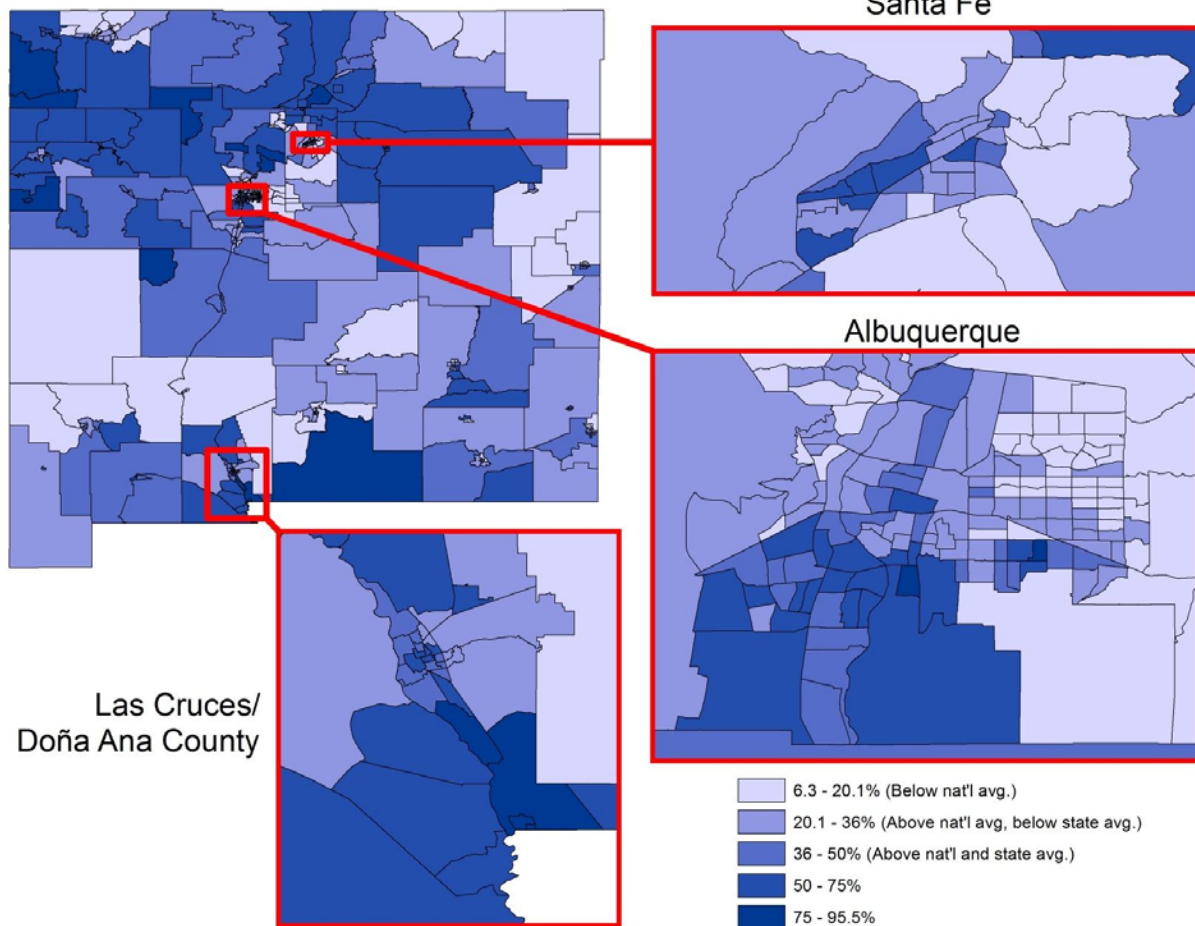 Santa Fe
Albuquerque
Las Cruces/
Doña Ana County
6.3 - 20.1% (Below nat'l avg.)
20.1 - 36% (Above nat'l avg, below state avg.)
36 - 50% (Above nat'l and state avg.)
50 - 75%
75 - 95.5%